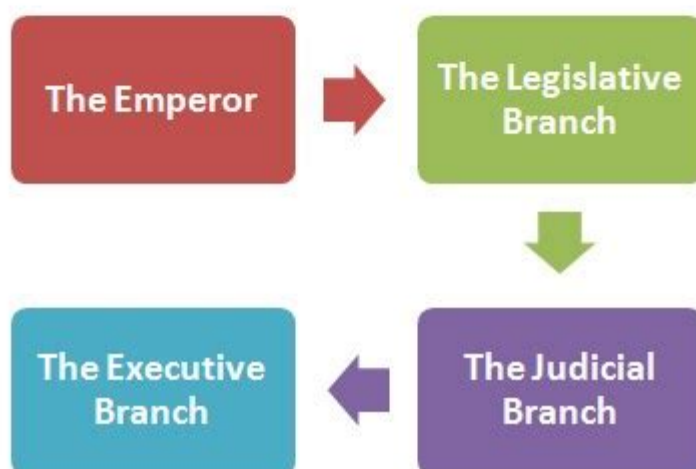 The Emperor
The Legislative
Branch
The Executive
Branch
The Judicial
Branch